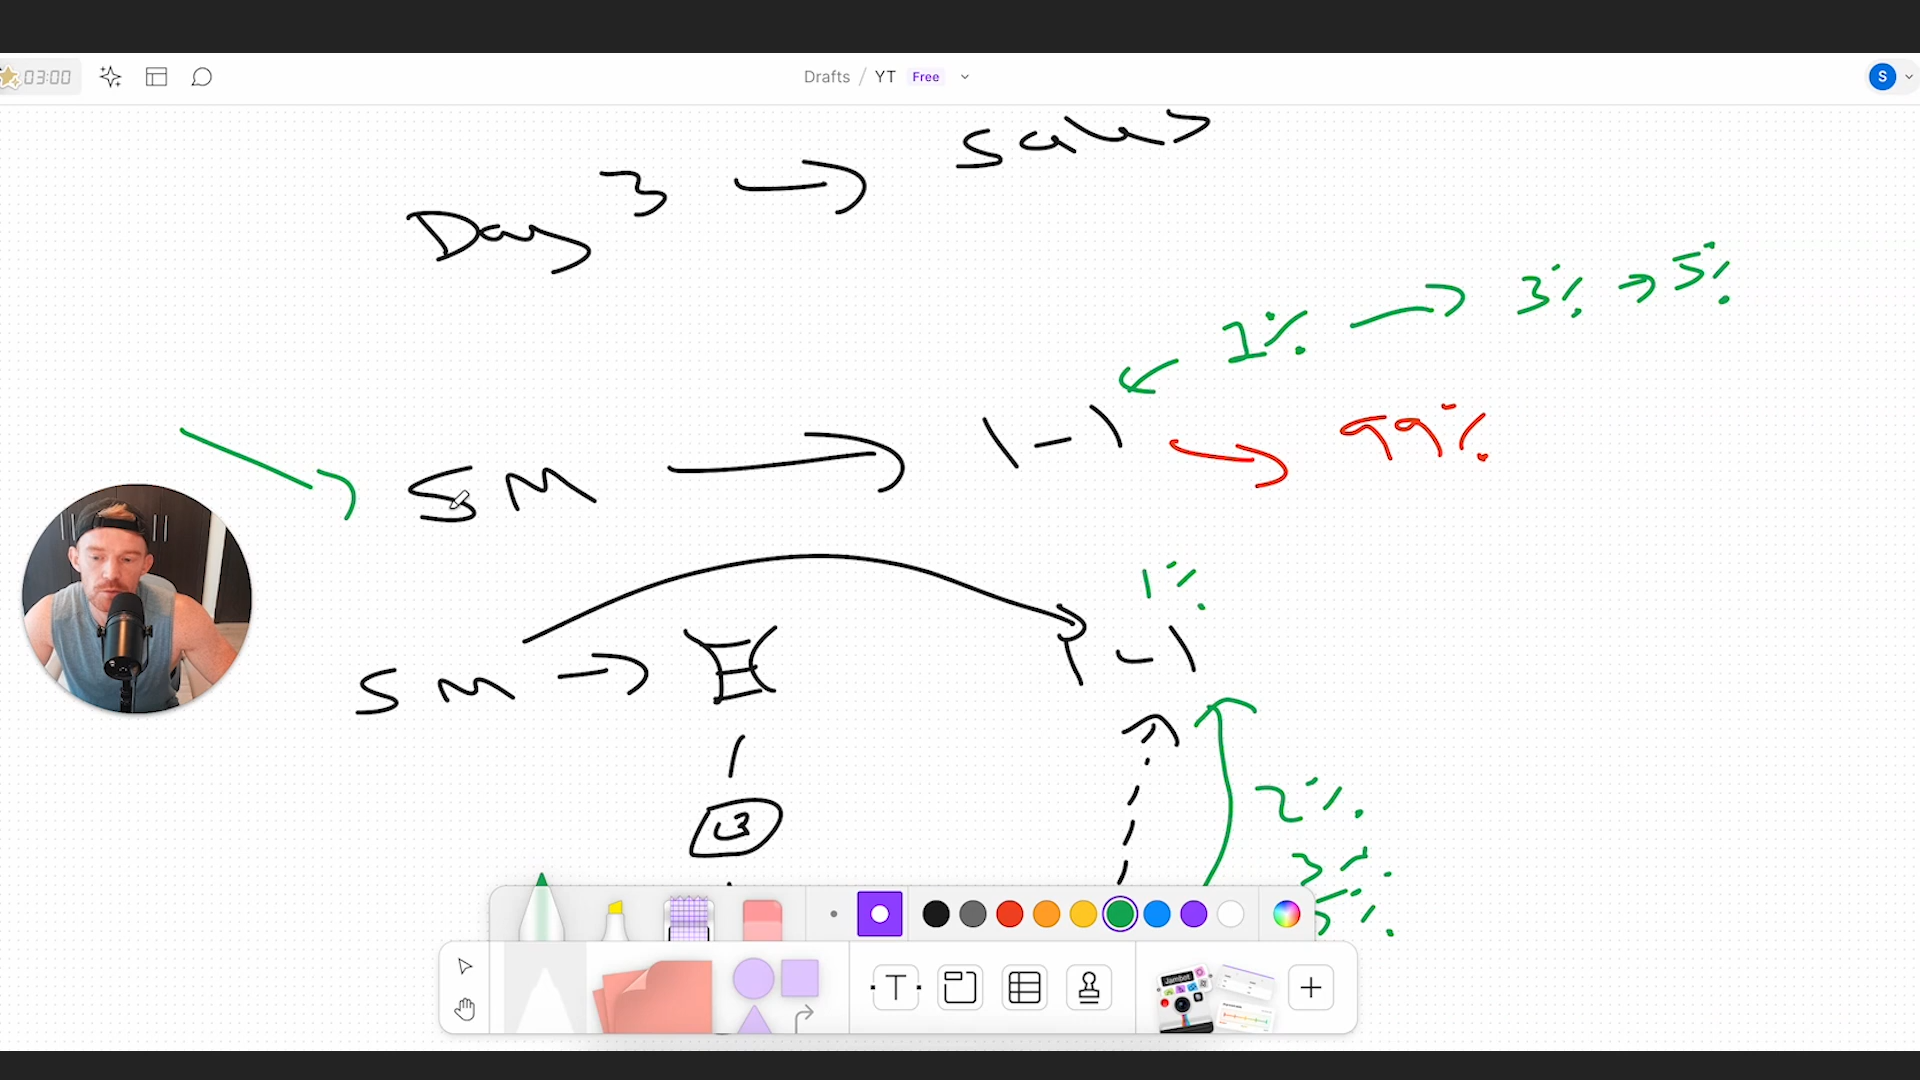 03:00
Drafts / YT Free
S
Day 3 → Sales
1% → 3% → 5%
SM → 1-1 → 99%
1%
SM → 1-1
3
2%
3%
5%
T
Jambot